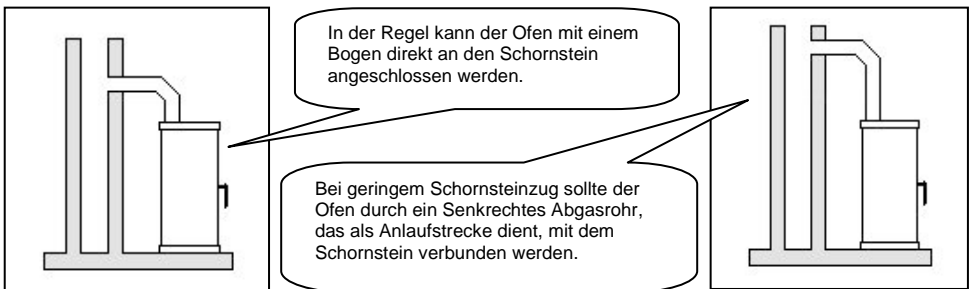 In der Regel kann der Ofen mit einem
Bogen direkt an den Schornstein
angeschlossen werden.
Bei geringem Schornsteinzug sollte der
Ofen durch ein Senkrechtes Abgasrohr,
das als Anlaufstrecke dient, mit dem
Schornstein verbunden werden.